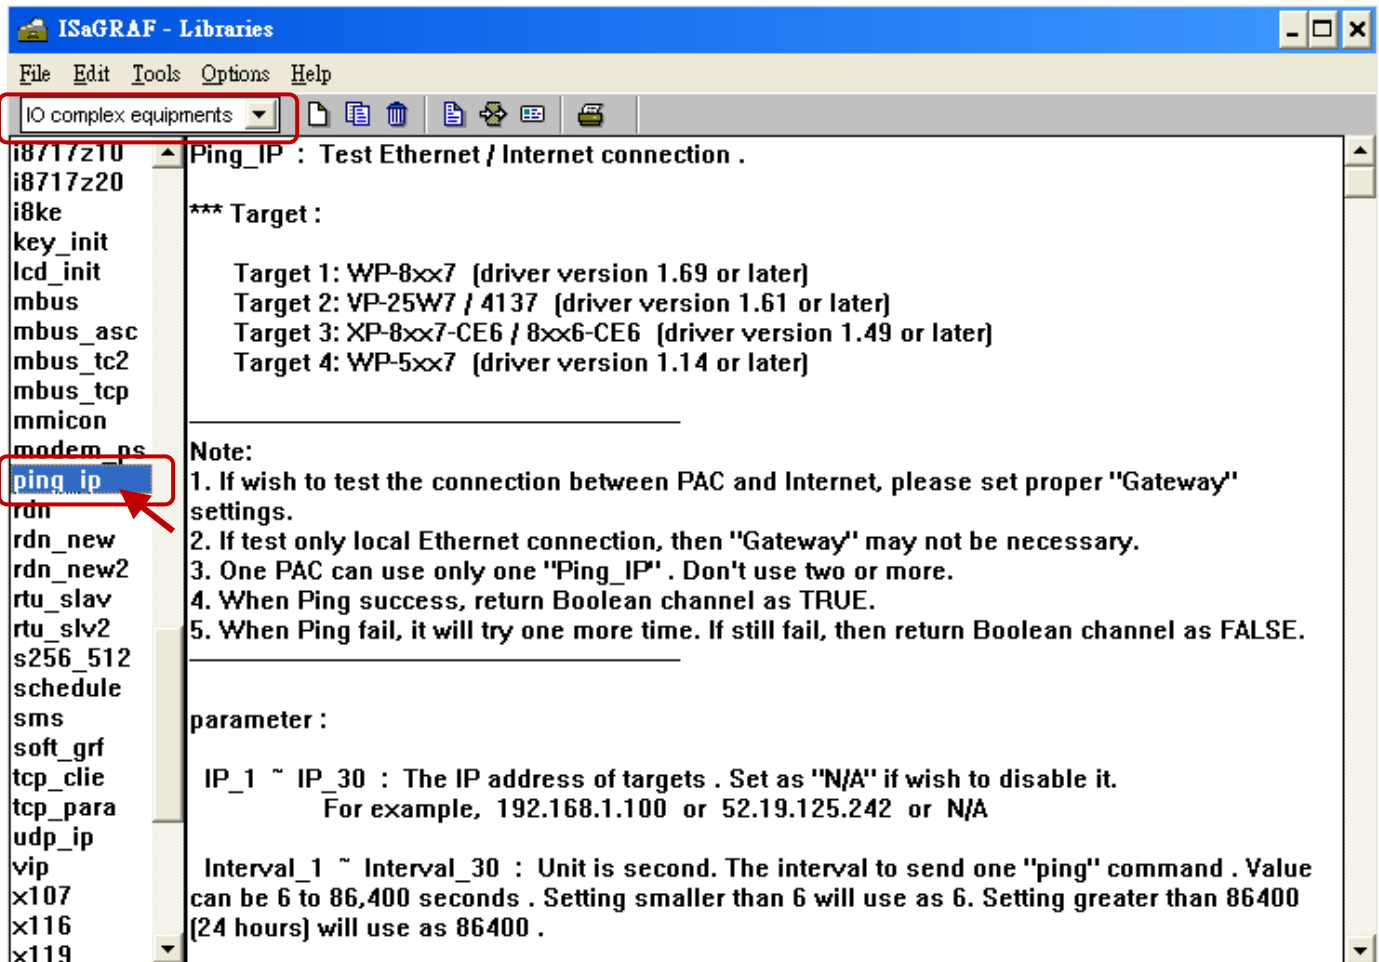 ISaGRAF - Libraries
File Edit Tools Options Help
IO complex equipments
i8717z10
i8717z20
i8ke
key_init
lcd_init
mbus
mbus_asc
mbus_tc2
mbus_tcp
mmicon
modem_ps
ping_ip
rdn
rdn_new
rdn_new2
rtu_slav
rtu_slv2
s256_512
schedule
sms
soft_grf
tcp_clie
tcp_para
udp_ip
vip
x107
x116
x119
Ping_IP : Test Ethernet / Internet connection .
*** Target :
Target 1: WP-8xx7 (driver version 1.69 or later)
Target 2: VP-25W7 / 4137 (driver version 1.61 or later)
Target 3: XP-8xx7-CE6 / 8xx6-CE6 (driver version 1.49 or later)
Target 4: WP-5xx7 (driver version 1.14 or later)
Note:
1. If wish to test the connection between PAC and Internet, please set proper "Gateway"
settings.
2. If test only local Ethernet connection, then "Gateway" may not be necessary.
3. One PAC can use only one "Ping_IP" . Don't use two or more.
4. When Ping success, return Boolean channel as TRUE.
5. When Ping fail, it will try one more time. If still fail, then return Boolean channel as FALSE.
parameter :
IP_1 ~ IP_30 : The IP address of targets . Set as "N/A" if wish to disable it.
For example, 192.168.1.100 or 52.19.125.242 or N/A
Interval_1 ~ Interval_30 : Unit is second. The interval to send one "ping" command . Value
can be 6 to 86,400 seconds . Setting smaller than 6 will use as 6. Setting greater than 86400
(24 hours) will use as 86400 .